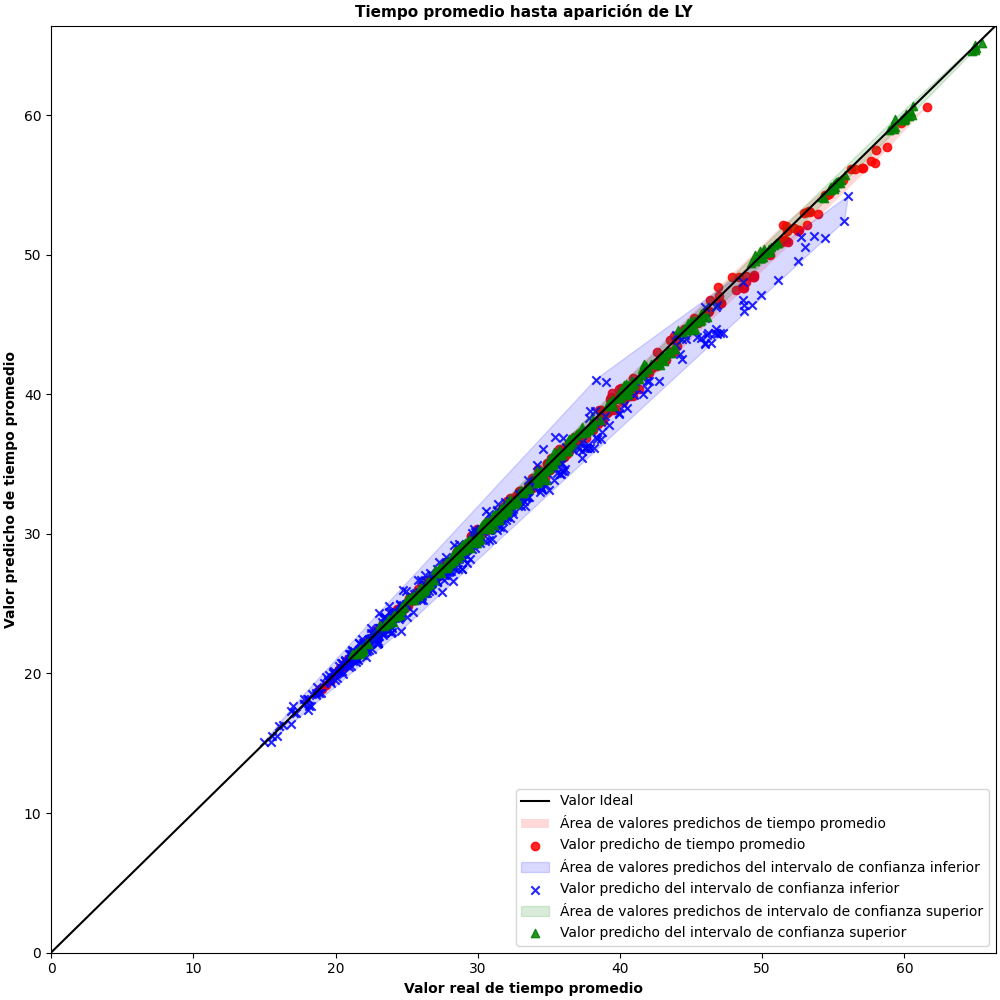 Tiempo promedio hasta aparición de LY
Valor predicho de tiempo promedio
60
50
40
30
20
10
0
Valor Ideal
Área de valores predichos de tiempo promedio
Valor predicho de tiempo promedio
Área de valores predichos del intervalo de confianza inferior
Valor predicho del intervalo de confianza inferior
Área de valores predichos de intervalo de confianza superior
Valor predicho del intervalo de confianza superior
0 10 20 30 40 50 60
Valor real de tiempo promedio